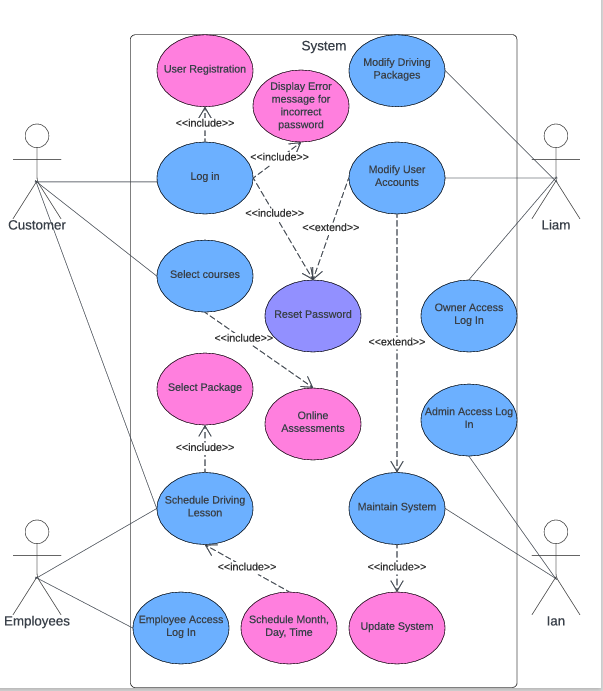 System
User Registration
Modify Driving
Packages
Display Error
message for
incorrect
password
<<include>>
<<include>>
Log in
Modify User
Accounts
Customer
Liam
<<include>>
<<extend>>
Select courses
Reset Password
Owner Access
Log In
<<include>>
<<extend>>
Select Package
Online
Assessments
Admin Access Log
In
<<include>>
Schedule Driving
Lesson
Maintain System
<<include>>
<<include>>
Employees
Employee Access
Log In
Schedule Month,
Day, Time
Update System
Ian